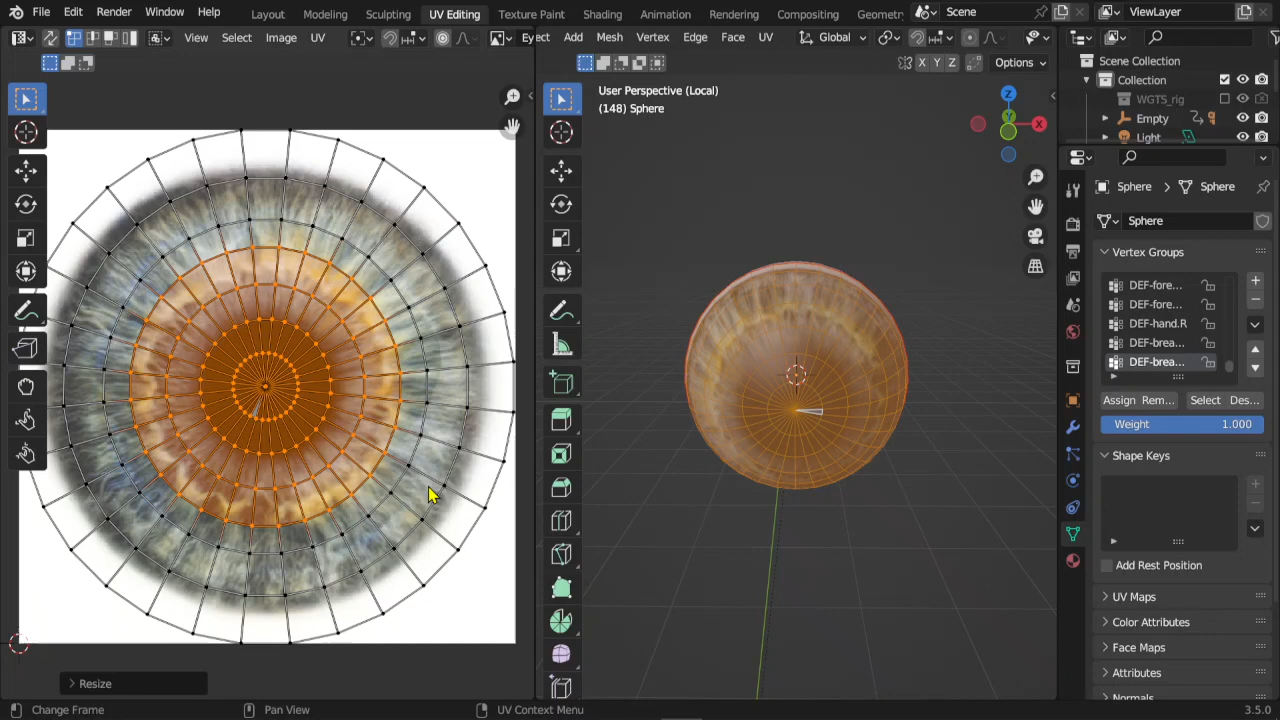 File Edit Render Window Help Layout Modeling Sculpting UV Editing Texture Paint Shading Animation Rendering Compositing Geometr Scene ViewLayer
View Select Image UV Ey ect Add Mesh Vertex Edge Face UV Global
X Y Z Options
User Perspective (Local)
(148) Sphere
Z
X
Y
Scene Collection
Collection
WGTS_rig
Empty
Light
Sphere Sphere
Sphere
Vertex Groups
DEF-fore...
DEF-fore...
DEF-hand.R
DEF-brea...
DEF-brea...
Assign Rem... Select Des...
Weight 1.000
Shape Keys
Add Rest Position
UV Maps
Color Attributes
Face Maps
Attributes
Normals
Resize
Change Frame Pan View UV Context Menu 3.5.0